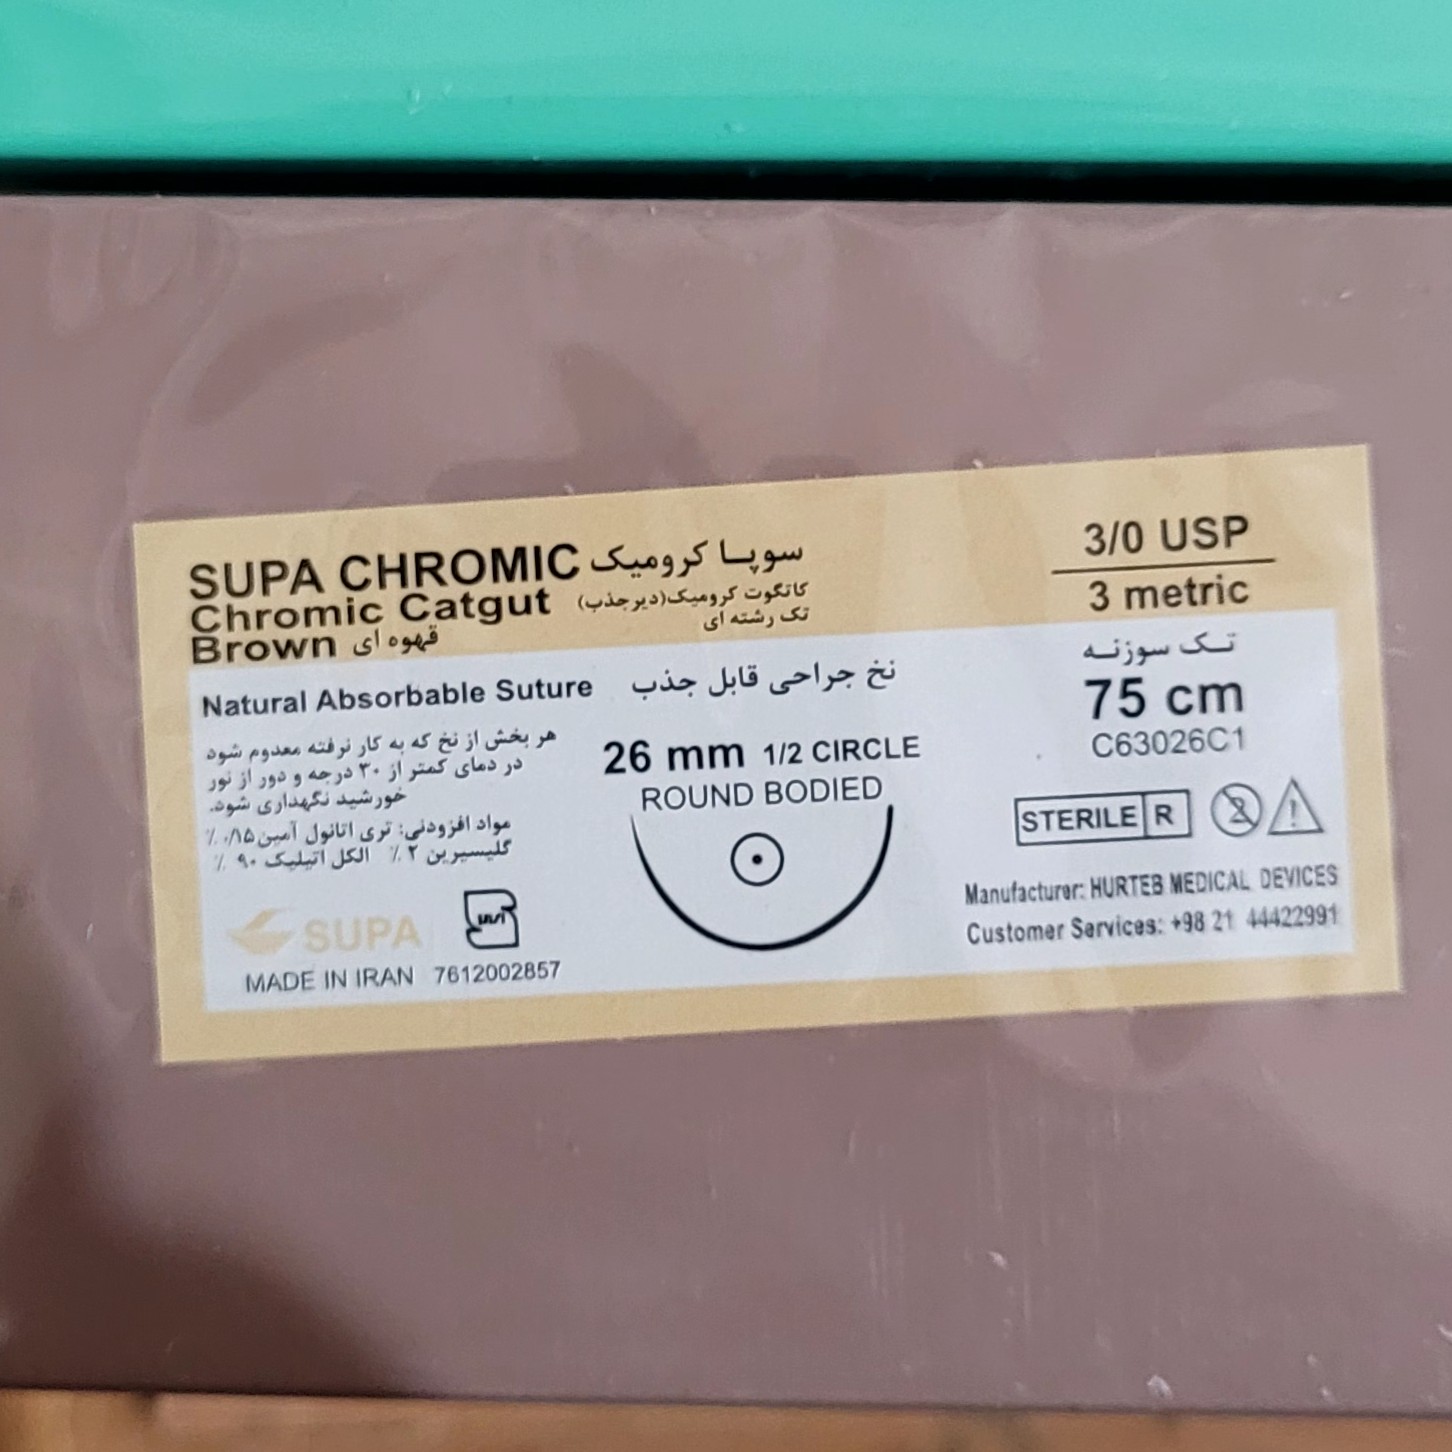 SUPA CHROMIC سوپا کرومیک
Chromic Catgut کاتگوت کرومیک(دیرجذب)
تک رشته ای
Brown قهوه ای
3/0 USP
3 metric
Natural Absorbable Suture نخ جراحی قابل جذب
هر بخش از نخ که به کار نرفته معدوم شود
در دمای کمتر از ۳۰ درجه و دور از نور
خورشید نگهداری شود.
مواد افزودنی: تری اتانول آمین ۰/۱۵ ٪
گلیسیرین ۲ ٪ الکل اتیلیک ۹۰ ٪
SUPA
MADE IN IRAN 7612002857
26 mm 1/2 CIRCLE
ROUND BODIED
تک سوزنه
75 cm
C63026C1
STERILE R
2
!
Manufacturer: HURTEB MEDICAL DEVICES
Customer Services: +98 21 44422991